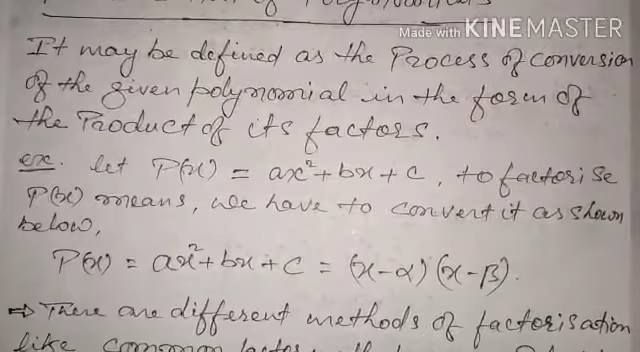 Made with KINEMASTER
It may be defined as the Process of conversion
of the given polynomial in the form of
the Product of its factors.
ex. let P(x) = ax²+bx+c, to factorise
P(x) means, we have to convert it as shown
below,
P(x) = ax²+bx+c = (x-α)(x-β).
⇒ There are different methods of factorisation
like common